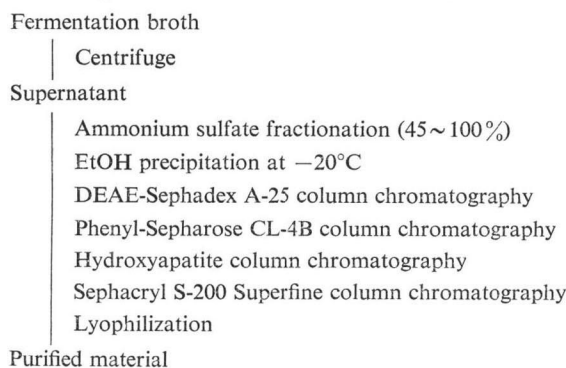 Fermentation broth
Centrifuge
Supernatant
Ammonium sulfate fractionation (45~100%)
EtOH precipitation at −20°C
DEAE-Sephadex A-25 column chromatography
Phenyl-Sepharose CL-4B column chromatography
Hydroxyapatite column chromatography
Sephacryl S-200 Superfine column chromatography
Lyophilization
Purified material